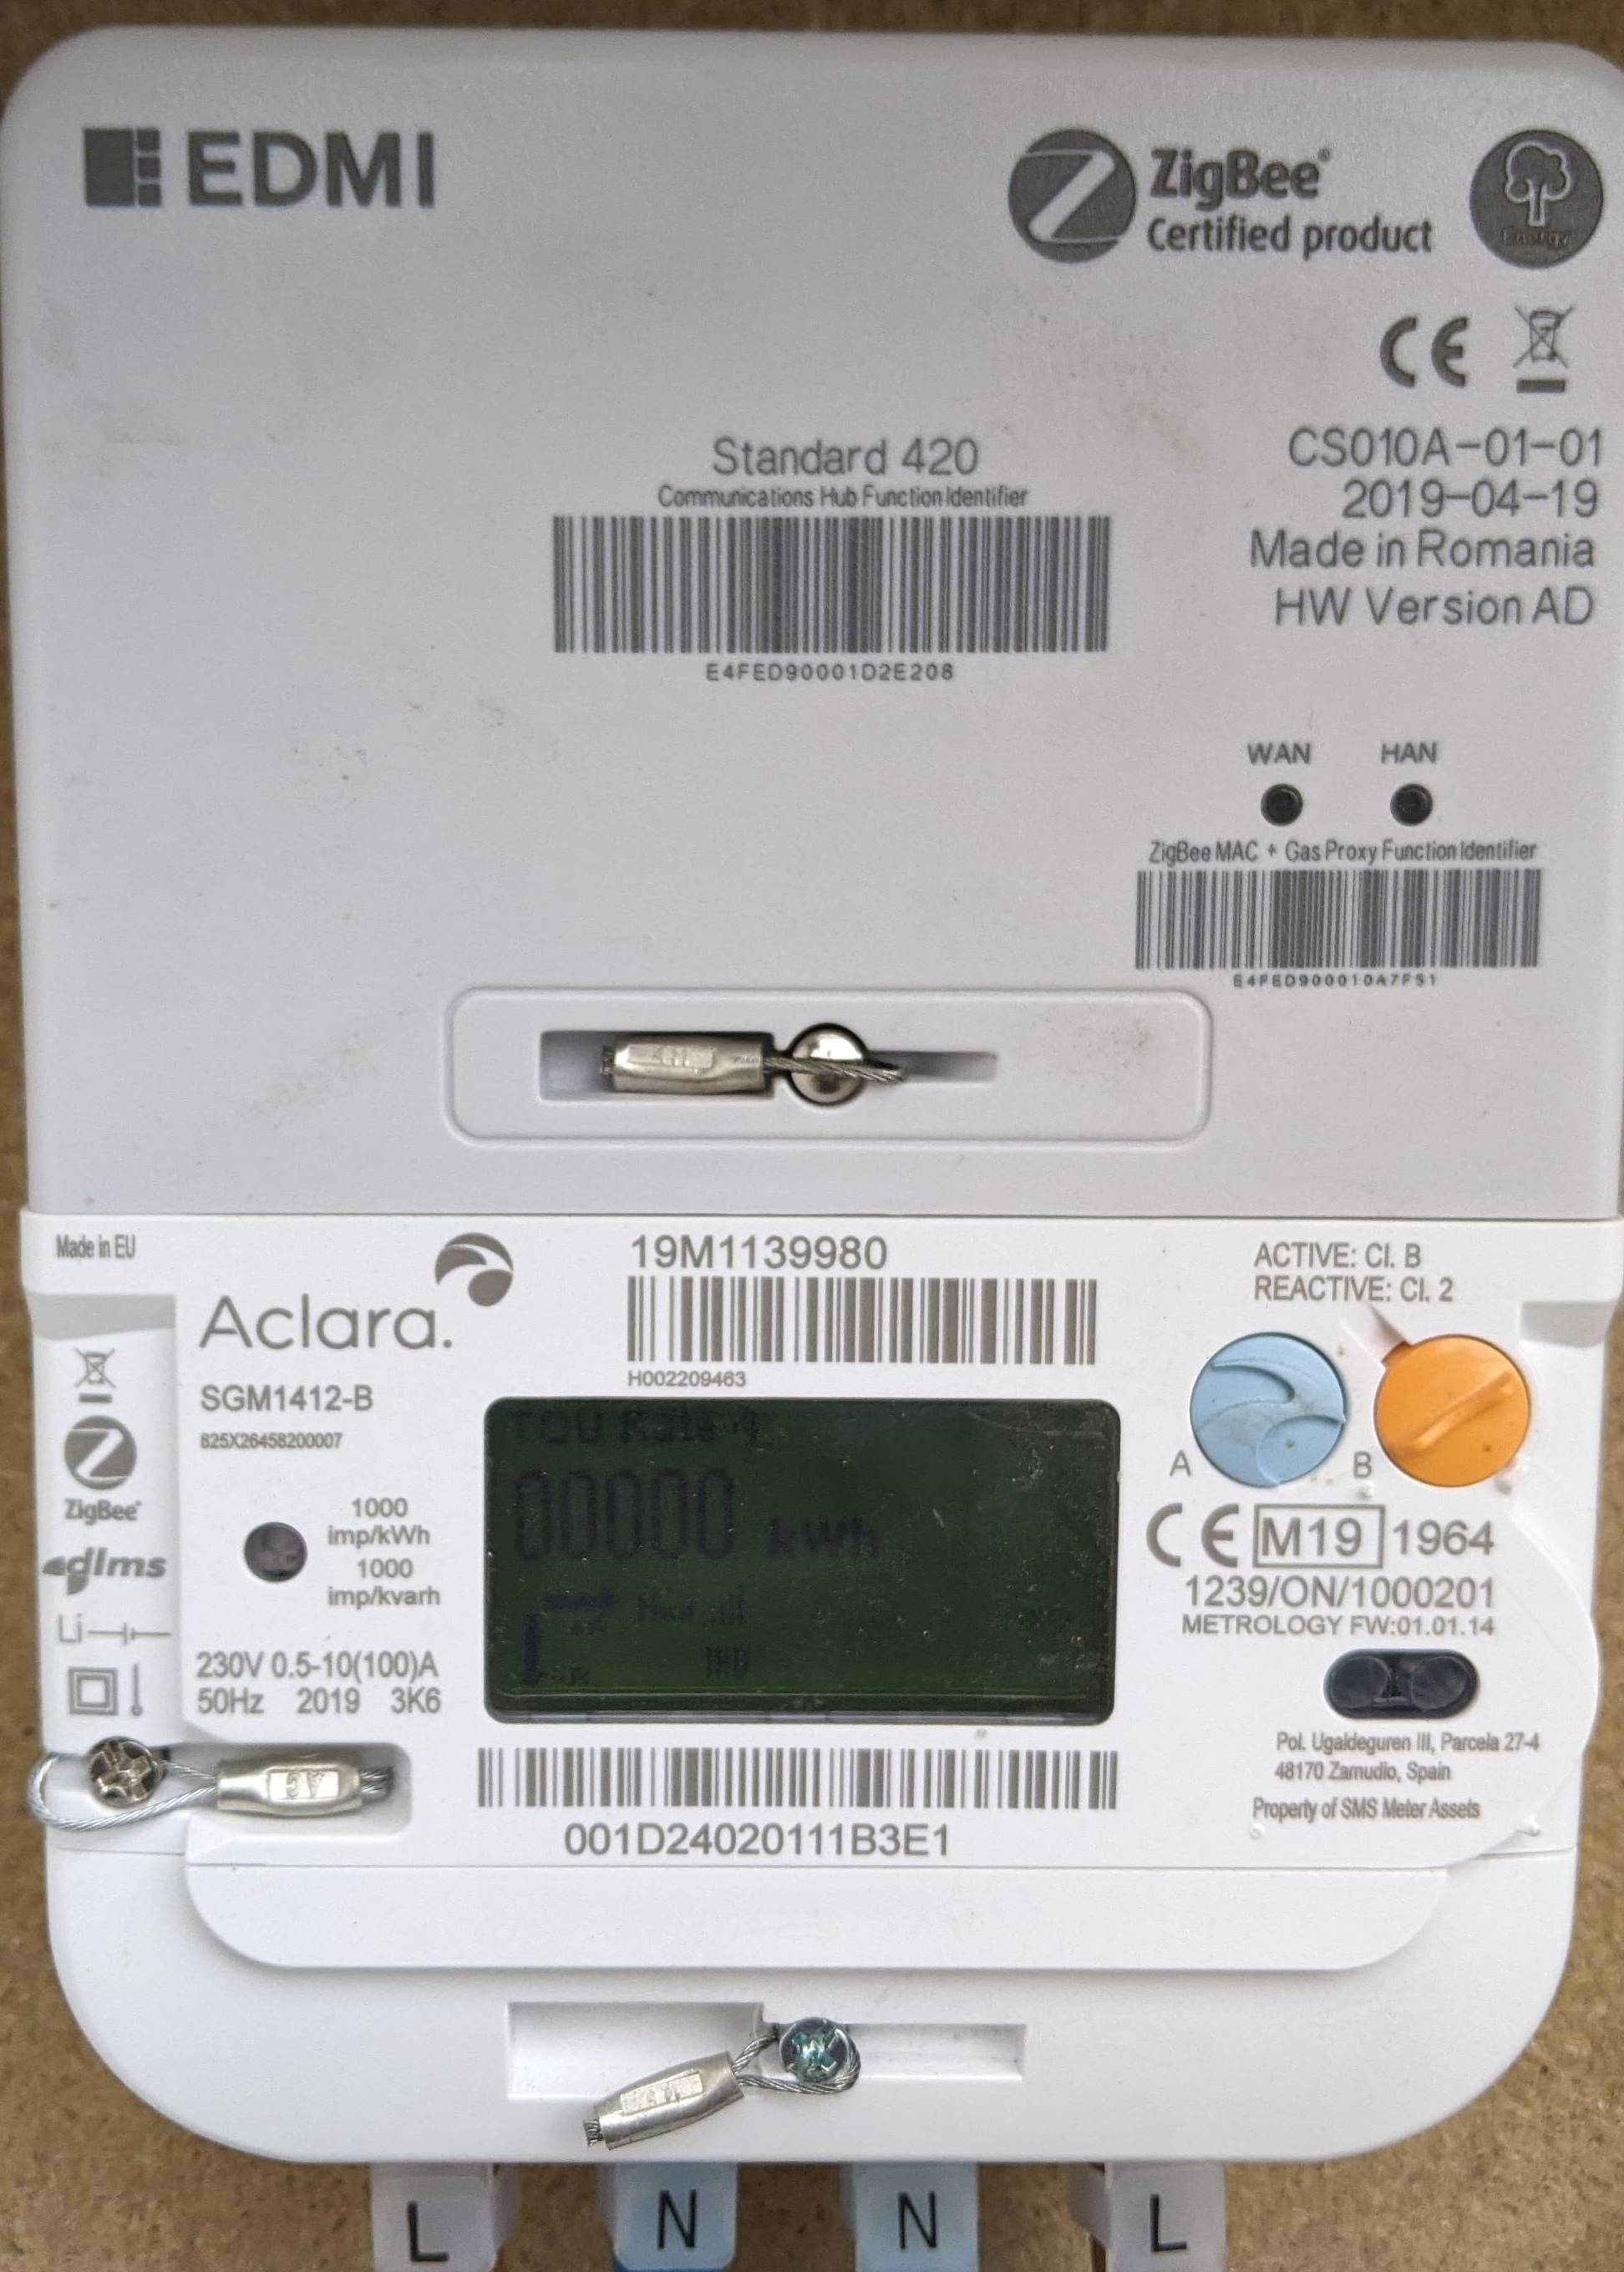 EDMI
ZigBee®
Certified product
Energy
CE
Standard 420
Communications Hub Function Identifier
E4FED90001D2E208
CS010A-01-01
2019-04-19
Made in Romania
HW Version AD
WAN HAN
ZigBee MAC + Gas Proxy Function Identifier
Made in EU
Aclara.
19M1139980
H002209463
ACTIVE: Cl. B
REACTIVE: Cl. 2
SGM1412-B
825X26458200007
ZigBee®
dlms
Li
1000
imp/kWh
1000
imp/kvarh
230V 0.5-10(100)A
50Hz 2019 3K6
TOU Rate
00000 kWh
IHD
A B
CE M19 1964
1239/ON/1000201
METROLOGY FW:01.01.14
Pol. Ugaldeguren III, Parcela 27-4
48170 Zamudio, Spain
Property of SMS Meter Assets
001D24020111B3E1
L N N L